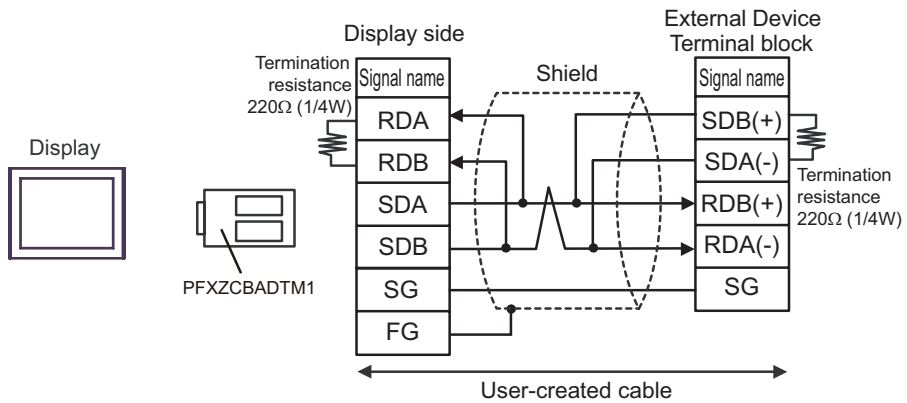 Display
PFXZCBADTM1
Display side
Termination
resistance
220Ω (1/4W)
Signal name
RDA
RDB
SDA
SDB
SG
FG
Shield
External Device
Terminal block
Signal name
SDB(+)
SDA(-)
RDB(+)
RDA(-)
SG
Termination
resistance
220Ω (1/4W)
User-created cable